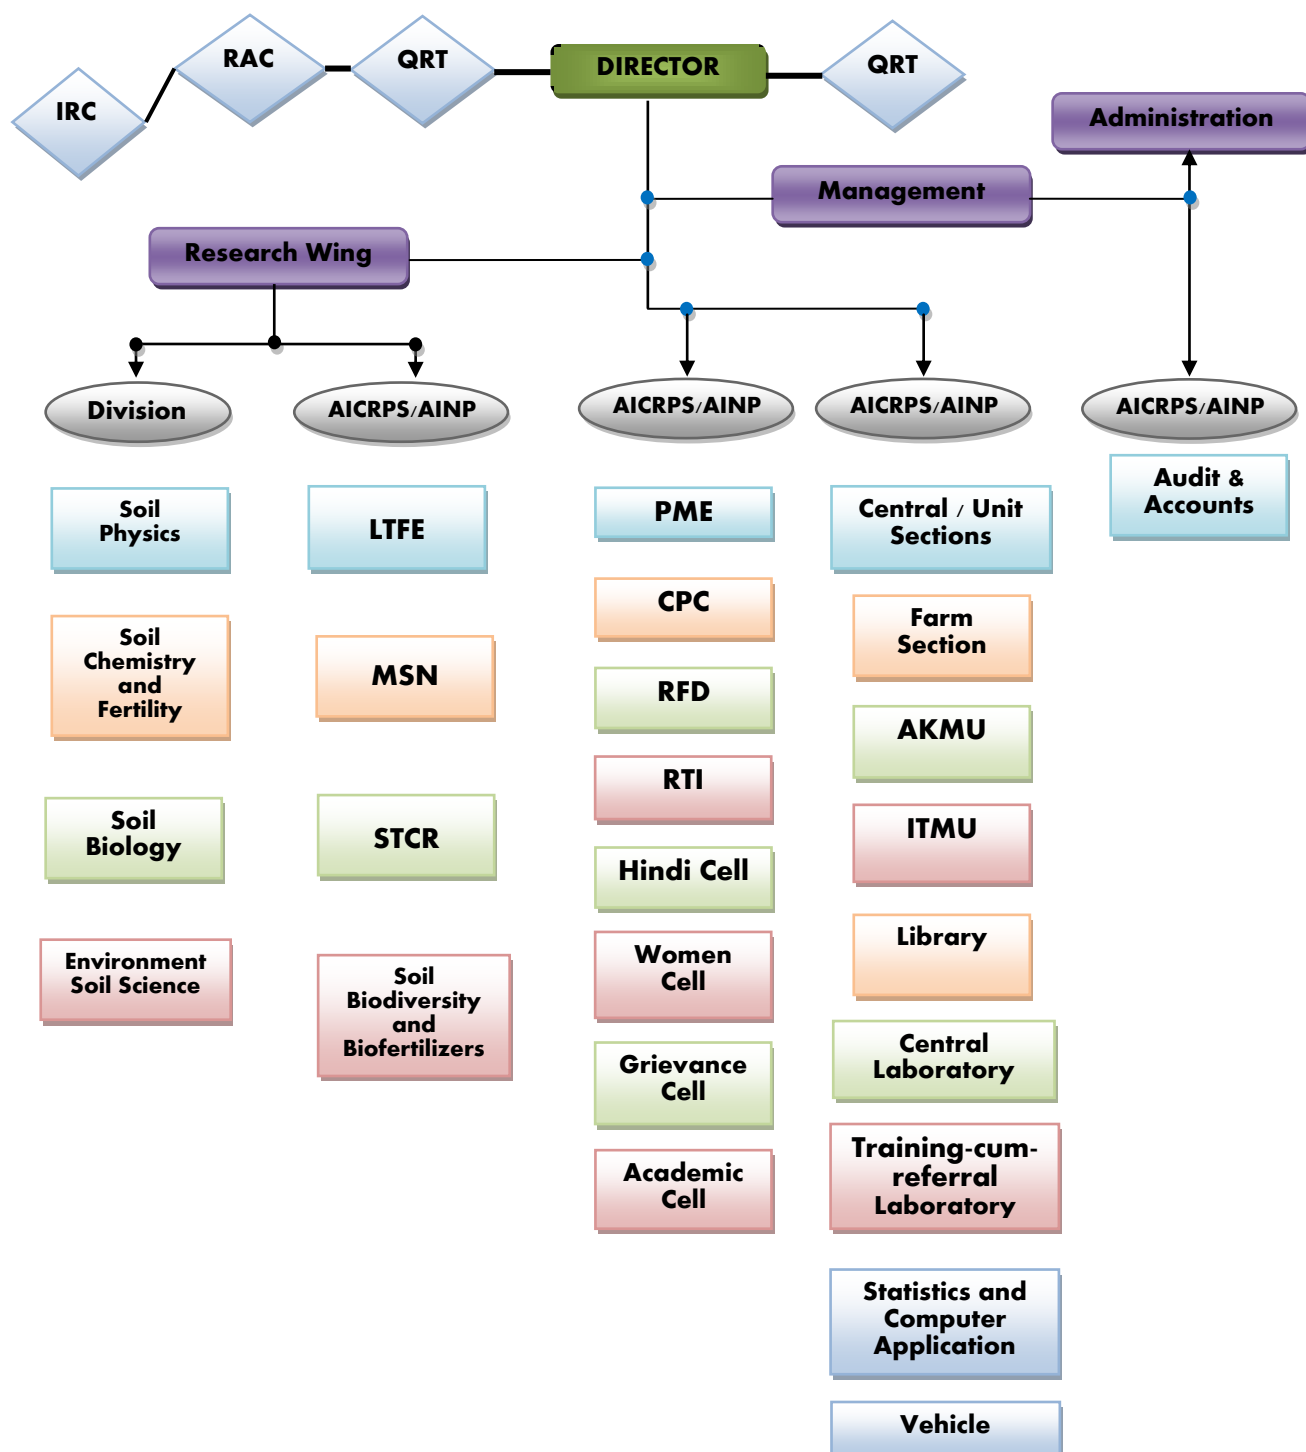 IRC
RAC
QRT
DIRECTOR
QRT
Administration
Management
Research Wing
Division
AICRPS/AINP
AICRPS/AINP
AICRPS/AINP
AICRPS/AINP
Soil
Physics
Soil
Chemistry
and
Fertility
Soil
Biology
Environment
Soil Science
LTFE
MSN
STCR
Soil
Biodiversity
and
Biofertilizers
PME
CPC
RFD
RTI
Hindi Cell
Women
Cell
Grievance
Cell
Academic
Cell
Central / Unit
Sections
Farm
Section
AKMU
ITMU
Library
Central
Laboratory
Training-cum-
referral
Laboratory
Statistics and
Computer
Application
Vehicle
Audit &
Accounts